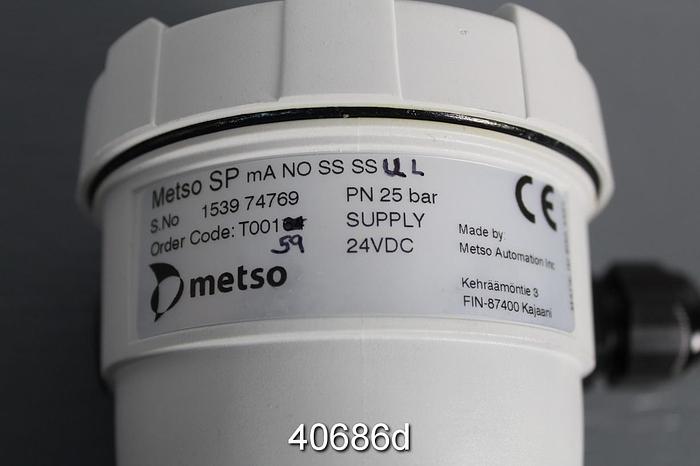 Metso SP mA NO SS SS UL
S.No 1539 74769
Order Code: T001
59
metso
PN 25 bar
SUPPLY
24VDC
CE
Made by:
Metso Automation Inc
Kehräämöntie 3
FIN-87400 Kajaani
40686d